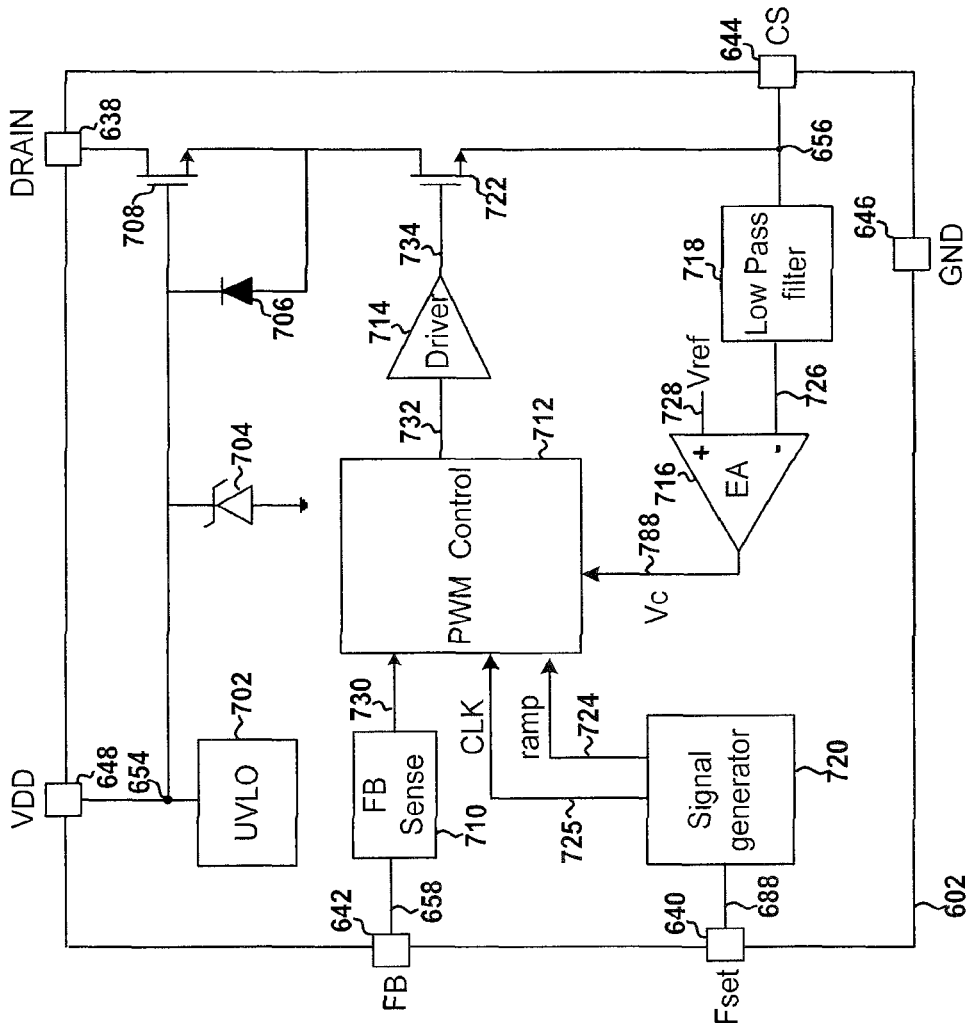 VDD
648
654
UVLO
702
704
DRAIN
638
708
706
FB
642
658
FB
Sense
710
730
PWM Control
712
732
714
Driver
734
722
CLK
ramp
724
725
Vc
788
716
EA
+
-
728
Vref
726
718
Low Pass
filter
656
644
CS
Fset
640
688
Signal
generator
720
602
646
GND